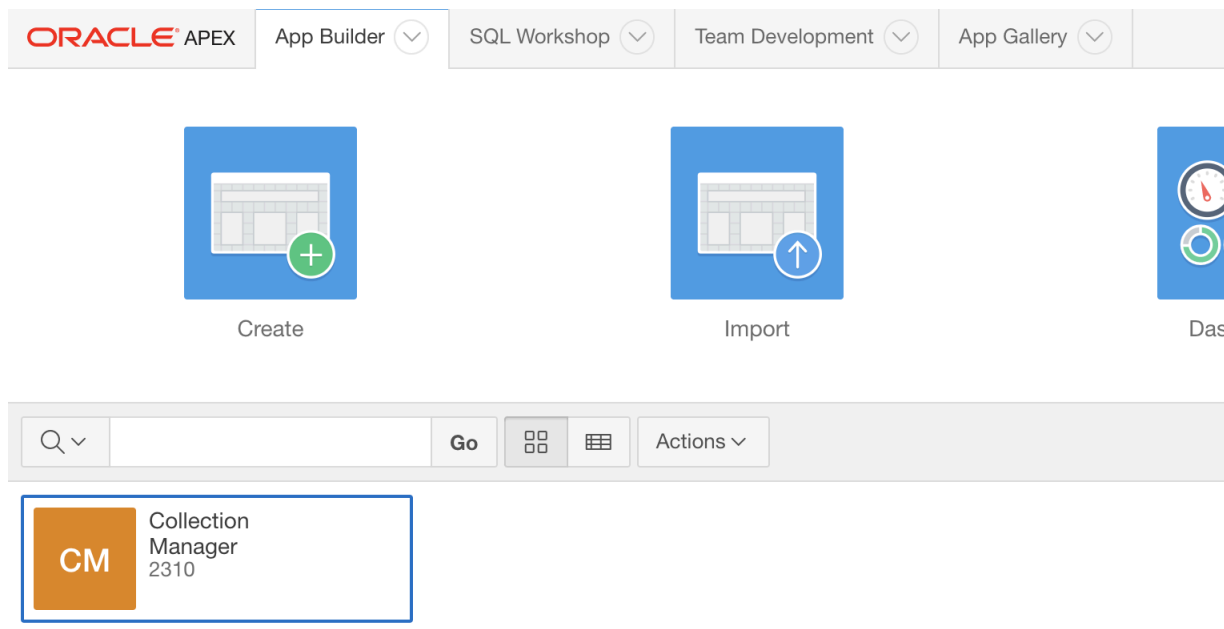 ORACLE APEX App Builder SQL Workshop Team Development App Gallery
Create Import
Go Actions
CM
Collection
Manager
2310